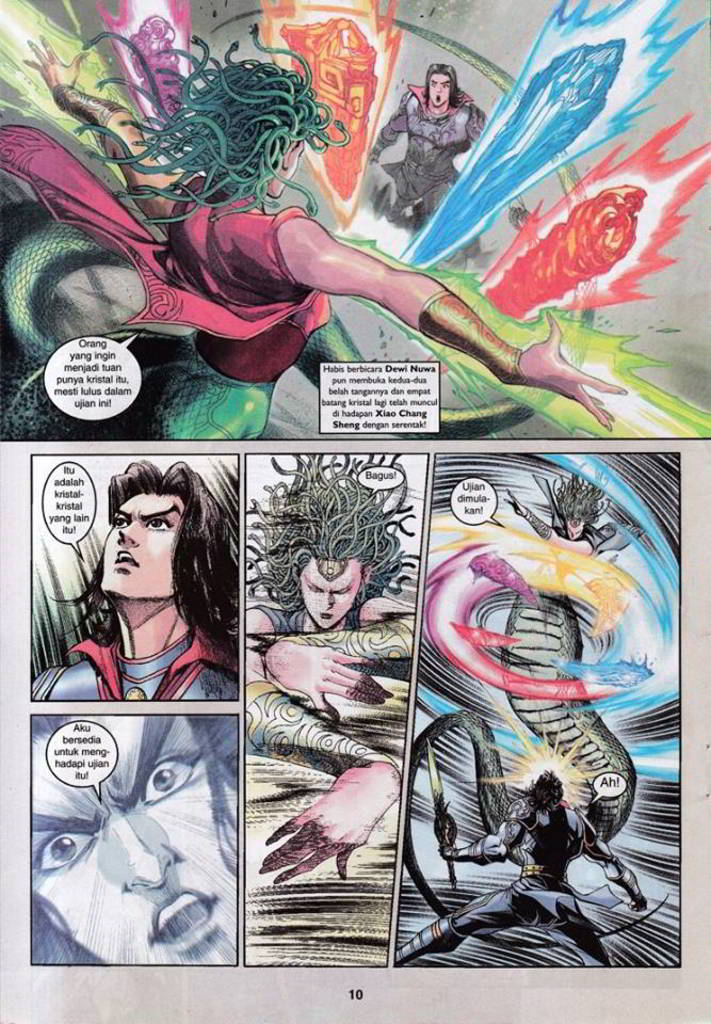 Orang
yang ingin
menjadi tuan
punya kristal itu,
mesti lulus dalam
ujian ini!
Habis berbicara Dewi Nuwa
pun membuka kedua-dua
belah tangannya dan empat
batang kristal lagi telah muncul
di hadapan Xiao Chang
Sheng dengan serentak!
Itu
adalah
kristal-
kristal
yang lain
itu!
Aku
bersedia
untuk meng-
hadapi ujian
itu!
Bagus!
Ujian
dimula-
kan!
Ah!
10